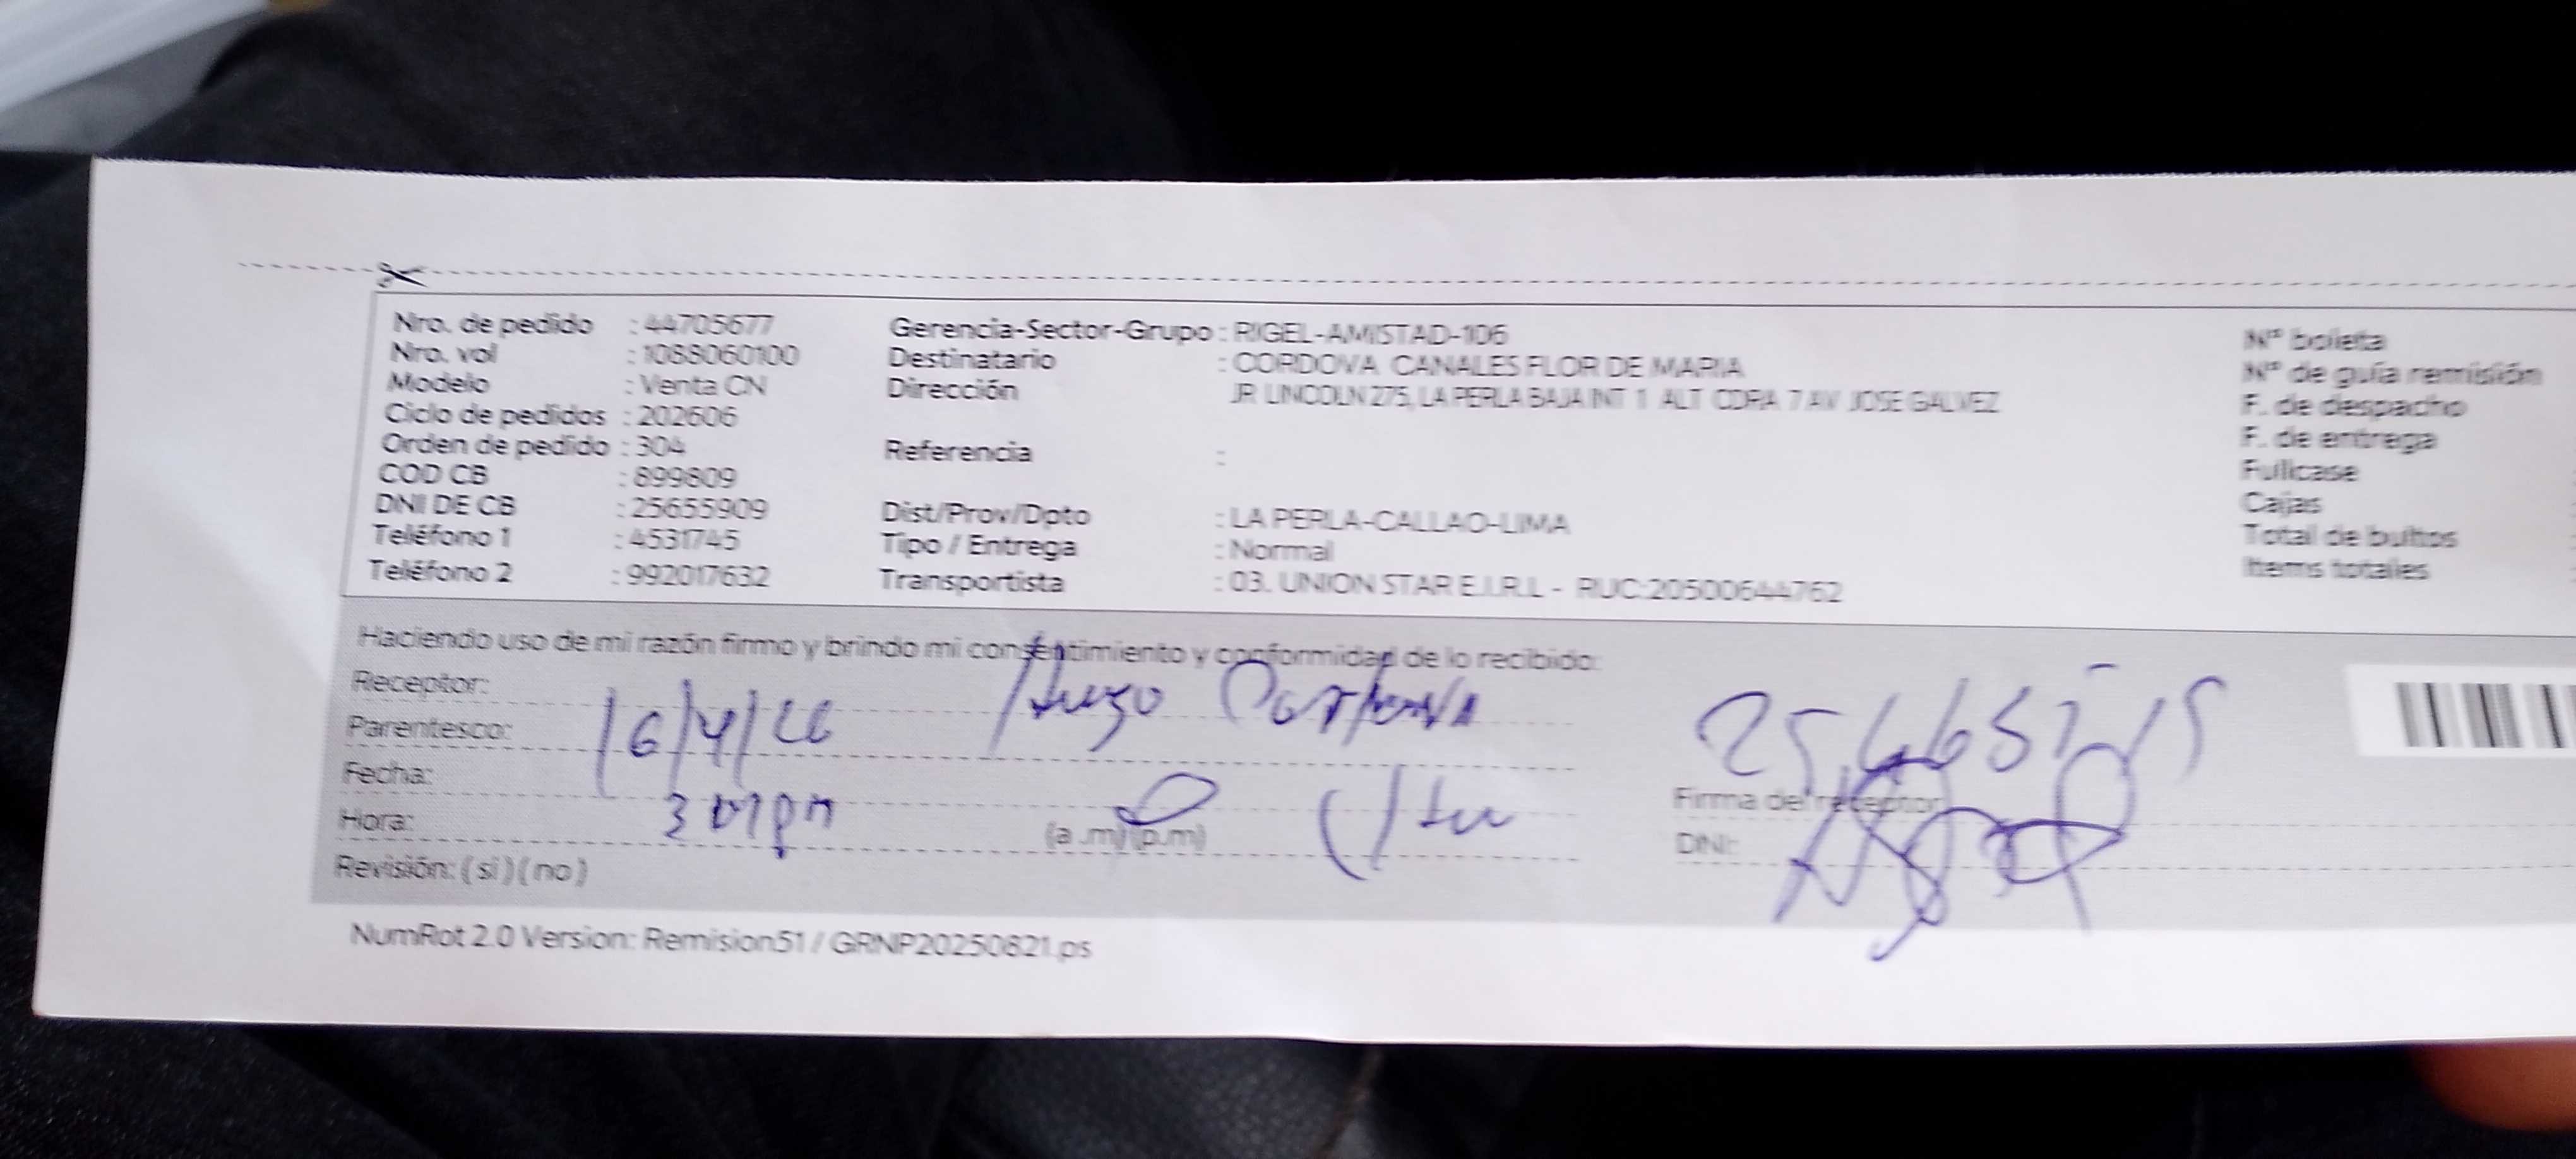 Nro. de pedido : 44705677
Nro. vol : 1088060100
Modelo : Venta CN
Ciclo de pedidos : 202606
Orden de pedido : 304
COD CB : 899809
DNI DE CB : 25655909
Teléfono 1 : 4531745
Teléfono 2 : 992017632
Gerencia-Sector-Grupo : RIGEL-AMISTAD-106
Destinatario : CORDOVA CANALES FLOR DE MARIA
Dirección : JR LINCOLN 275, LA PERLA BAJA INT 1 ALT CDRA 7 AV JOSE GALVEZ
Referencia :
Dist/Prov/Dpto : LA PERLA-CALLAO-LIMA
Tipo / Entrega : Normal
Transportista : 03. UNION STAR E.I.R.L - RUC:20500644762
Nº boleta
Nº de guía remisión
F. de despacho
F. de entrega
Fullcase
Cajas
Total de bultos
Items totales
Haciendo uso de mi razón firmo y brindo mi consentimiento y conformidad de lo recibido:
Receptor: Hugo
Parentesco: 16/4/26
Fecha:
Hora: (a .m) (p.m)
Revisión: ( si ) ( no )
Firma del receptor
DNI:
NumRot 2.0 Version: Remision51 / GRNP20250821.ps